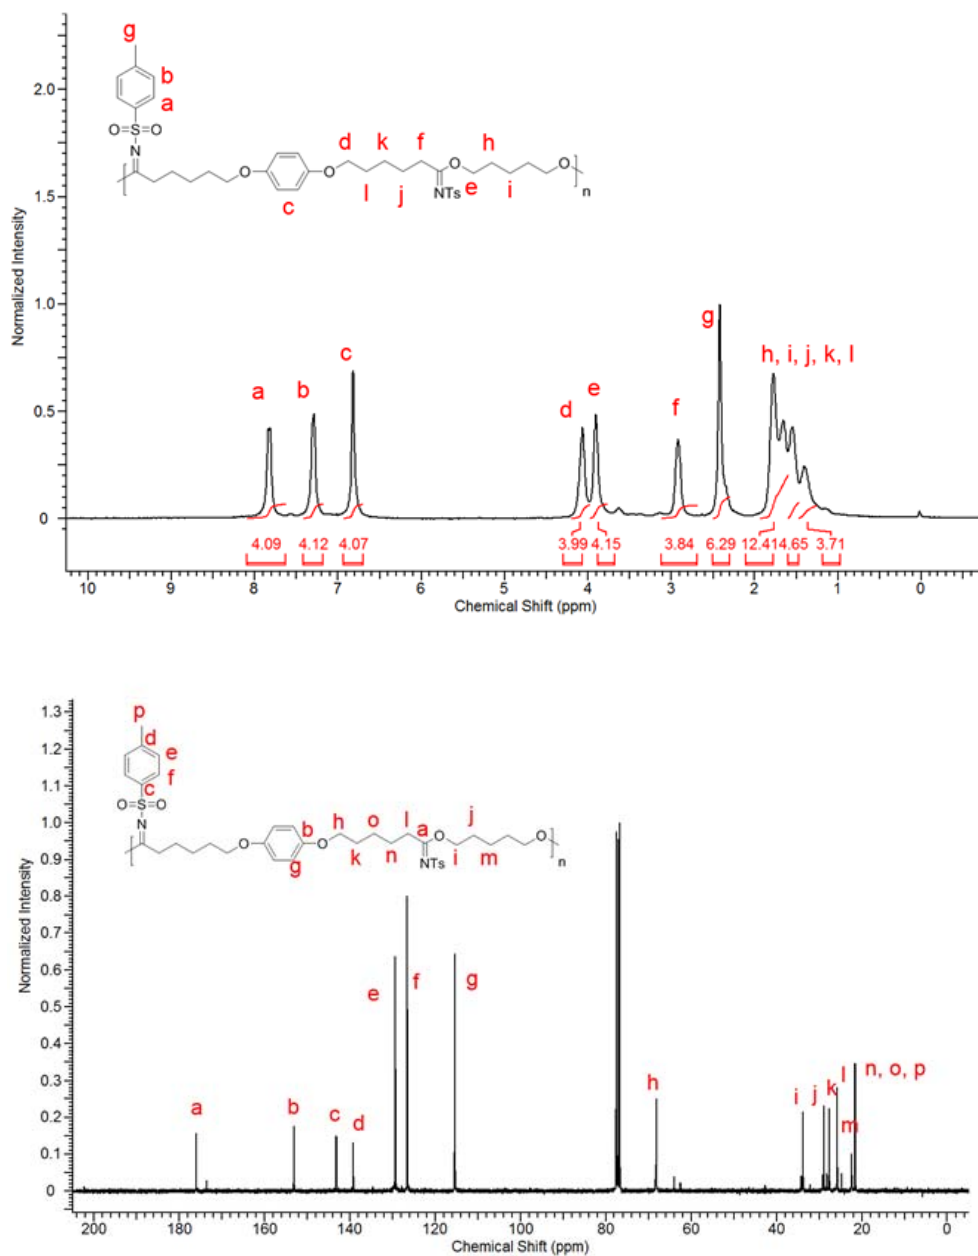 g
b
a
O=S=O
N
O
O
d
k
f
h
O
O
n
NTs
l
j
e
i
c
Normalized Intensity
2.0
1.5
1.0
0.5
0
a
b
c
d
e
f
g
h, i, j, k, l
4.09 4.12 4.07 3.99 4.15 3.84 6.29 12.41 4.65 3.71
10 9 8 7 6 5 4 3 2 1 0
Chemical Shift (ppm)
p
d
e
f
c
O=S=O
N
O
b
O
h
o
l
a
O
j
O
n
g
k
n
NTs
i
m
Normalized Intensity
1.3
1.2
1.1
1.0
0.9
0.8
0.7
0.6
0.5
0.4
0.3
0.2
0.1
0
a
b
c
d
e
f
g
h
i
j
k
l
m
n, o, p
200 180 160 140 120 100 80 60 40 20 0
Chemical Shift (ppm)